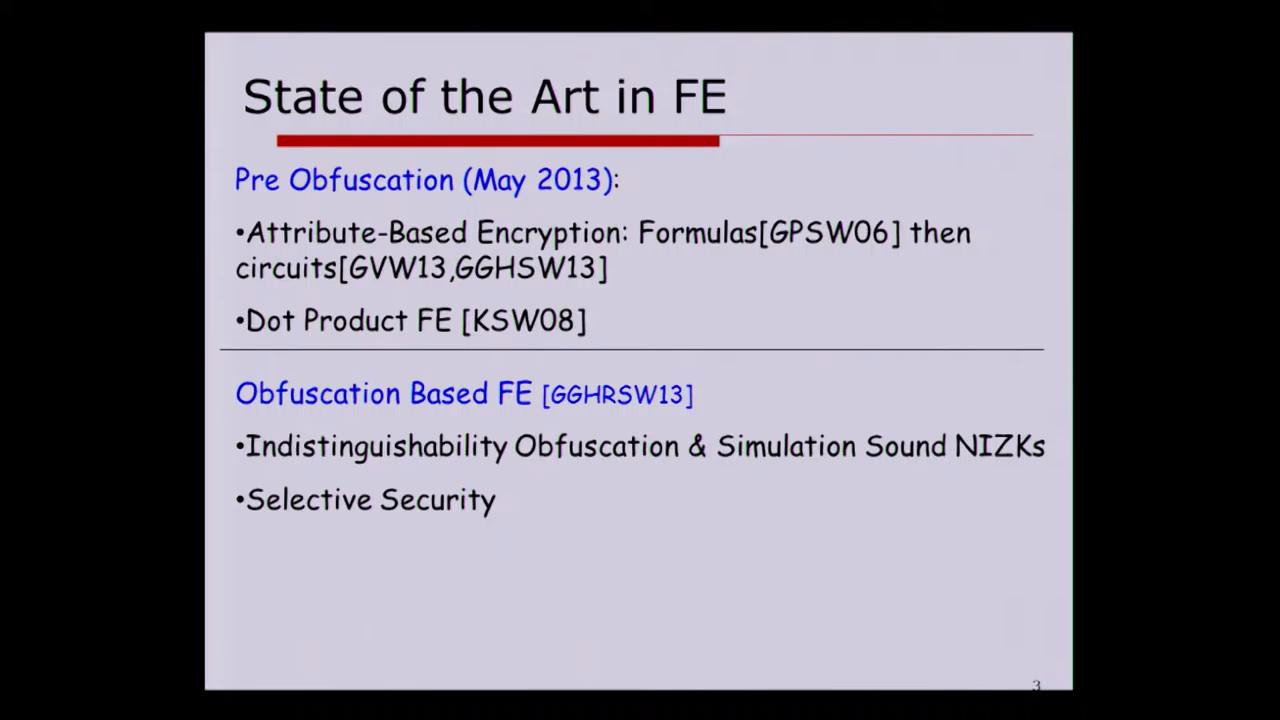 State of the Art in FE
Pre Obfuscation (May 2013):
•Attribute-Based Encryption: Formulas[GPSW06] then
circuits[GVW13,GGHSW13]
•Dot Product FE [KSW08]
Obfuscation Based FE [GGHRSW13]
•Indistinguishability Obfuscation & Simulation Sound NIZKs
•Selective Security
3